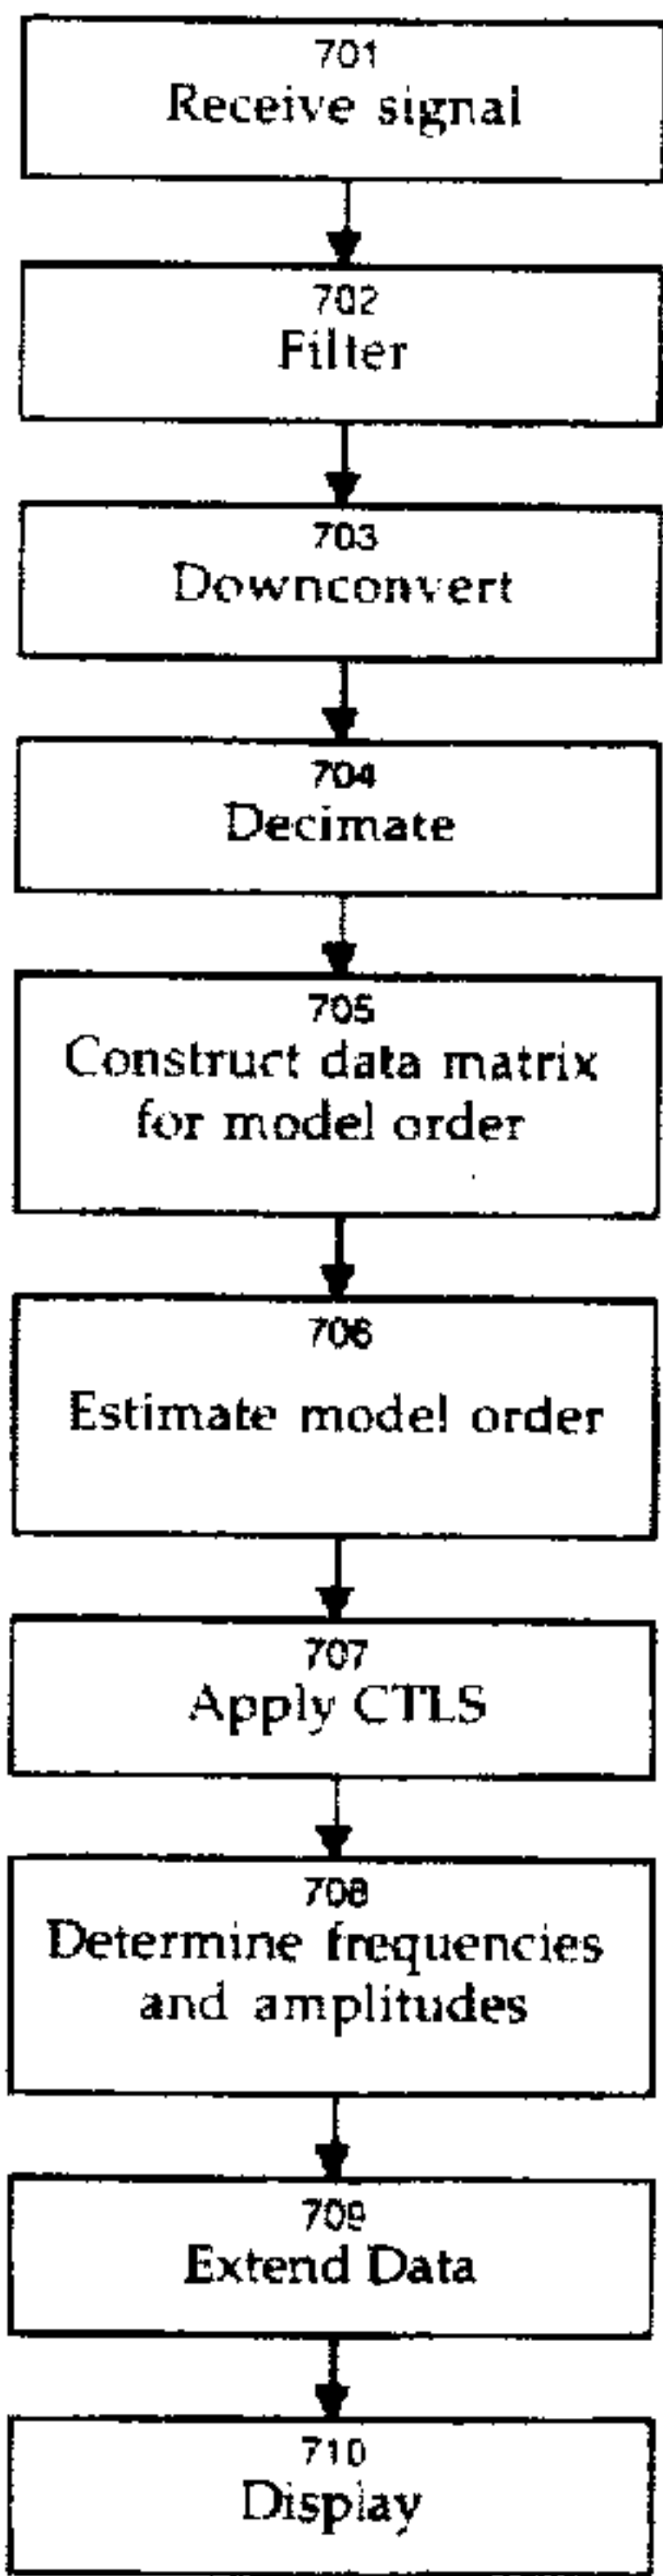 701
Receive signal
702
Filter
703
Downconvert
704
Decimate
705
Construct data matrix
for model order
706
Estimate model order
707
Apply CTLS
708
Determine frequencies
and amplitudes
709
Extend Data
710
Display